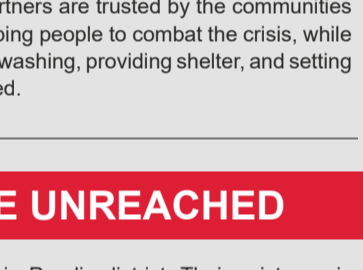 rtners are trusted by the communities
ping people to combat the crisis, while
washing, providing shelter, and setting
ed.
E UNREACHED